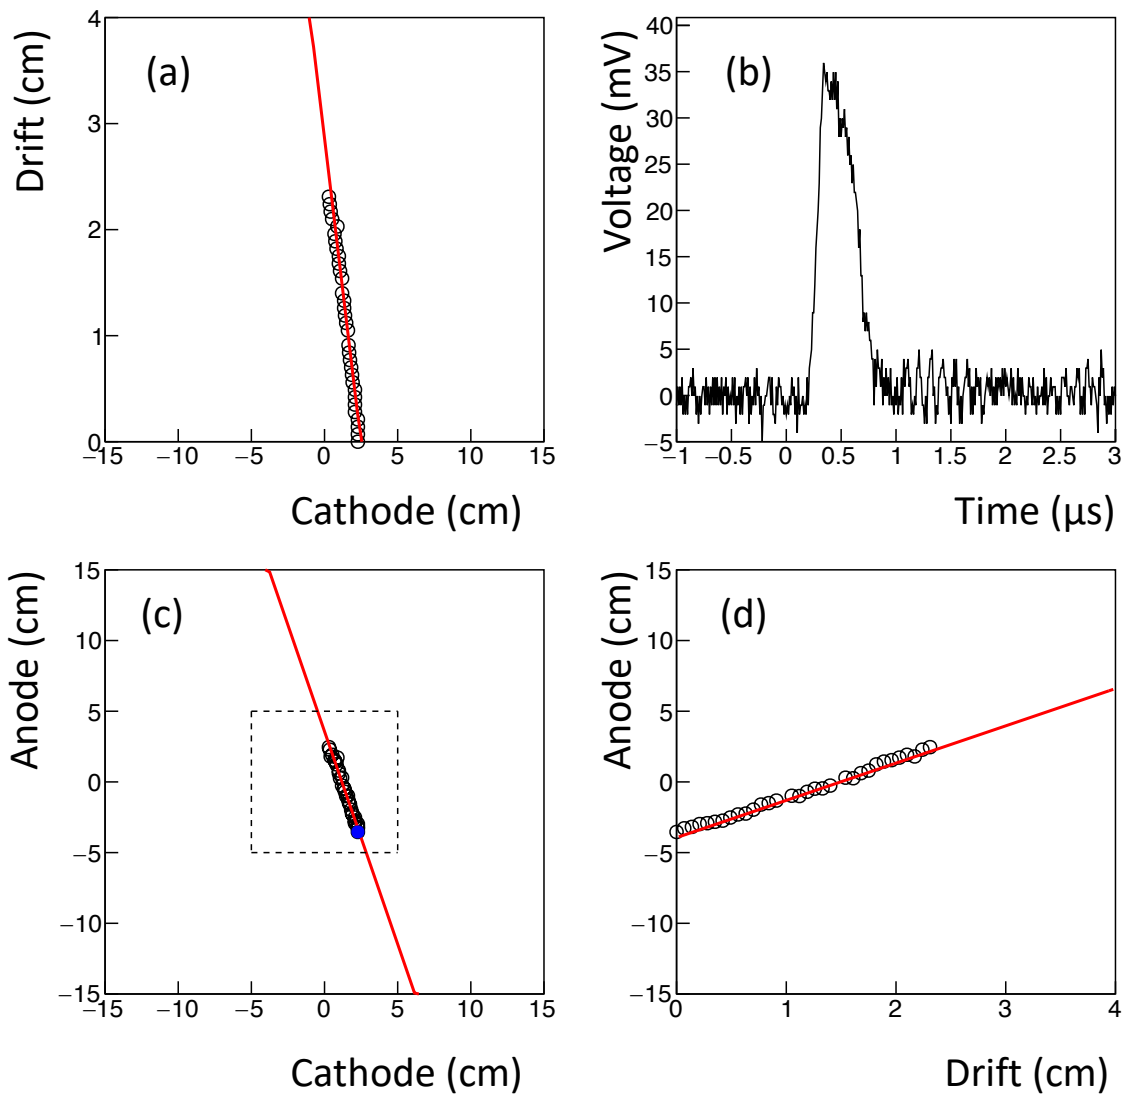 (a)
Drift (cm)
4
3
2
1
0
−15 −10 −5 0 5 10 15
Cathode (cm)
(b)
Voltage (mV)
40
35
30
25
20
15
10
5
0
−5
−1 −0.5 0 0.5 1 1.5 2 2.5 3
Time (μs)
(c)
Anode (cm)
15
10
5
0
−5
−10
−15
−15 −10 −5 0 5 10 15
Cathode (cm)
(d)
Anode (cm)
15
10
5
0
−5
−10
−15
0 1 2 3 4
Drift (cm)